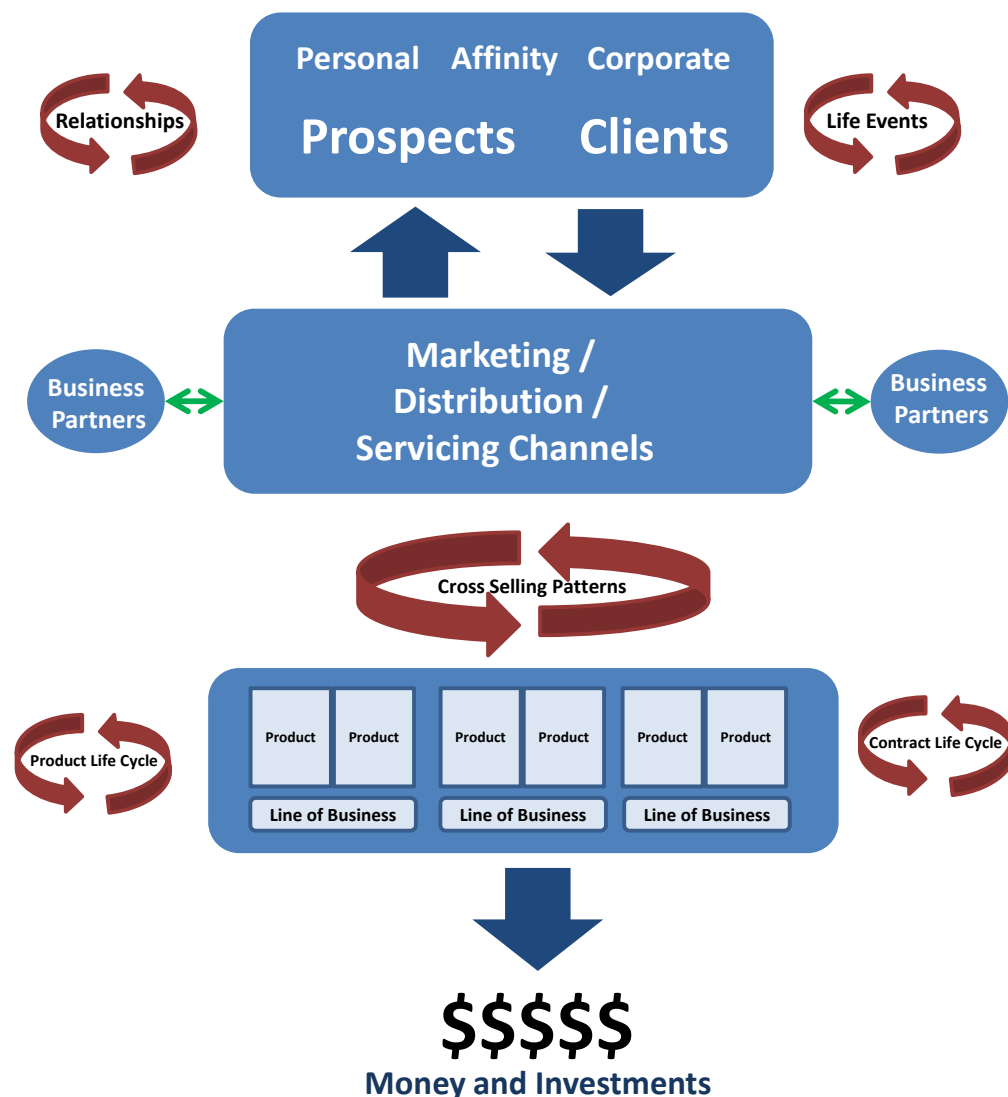 Personal Affinity Corporate
Relationships
Prospects Clients
Life Events
Marketing /
Distribution /
Servicing Channels
Business
Partners
Business
Partners
Cross Selling Patterns
Product Product Product Product Product Product
Product Life Cycle
Contract Life Cycle
Line of Business Line of Business Line of Business
$$$$$
Money and Investments